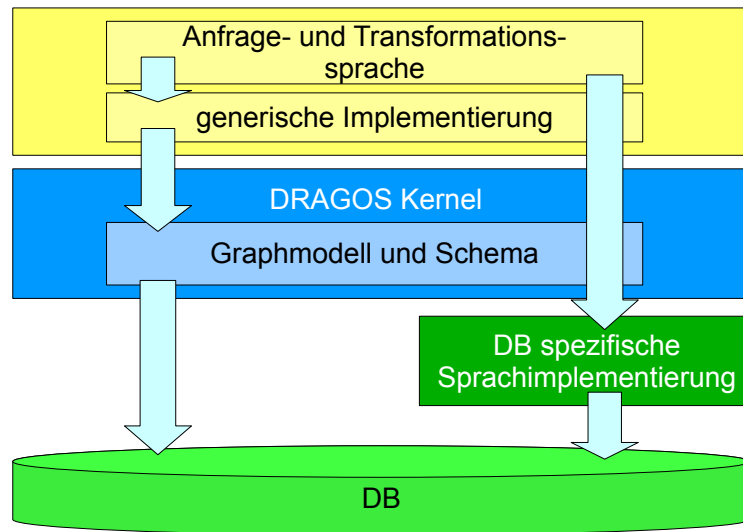 Anfrage- und Transformations-
sprache
generische Implementierung
DRAGOS Kernel
Graphmodell und Schema
DB spezifische
Sprachimplementierung
DB